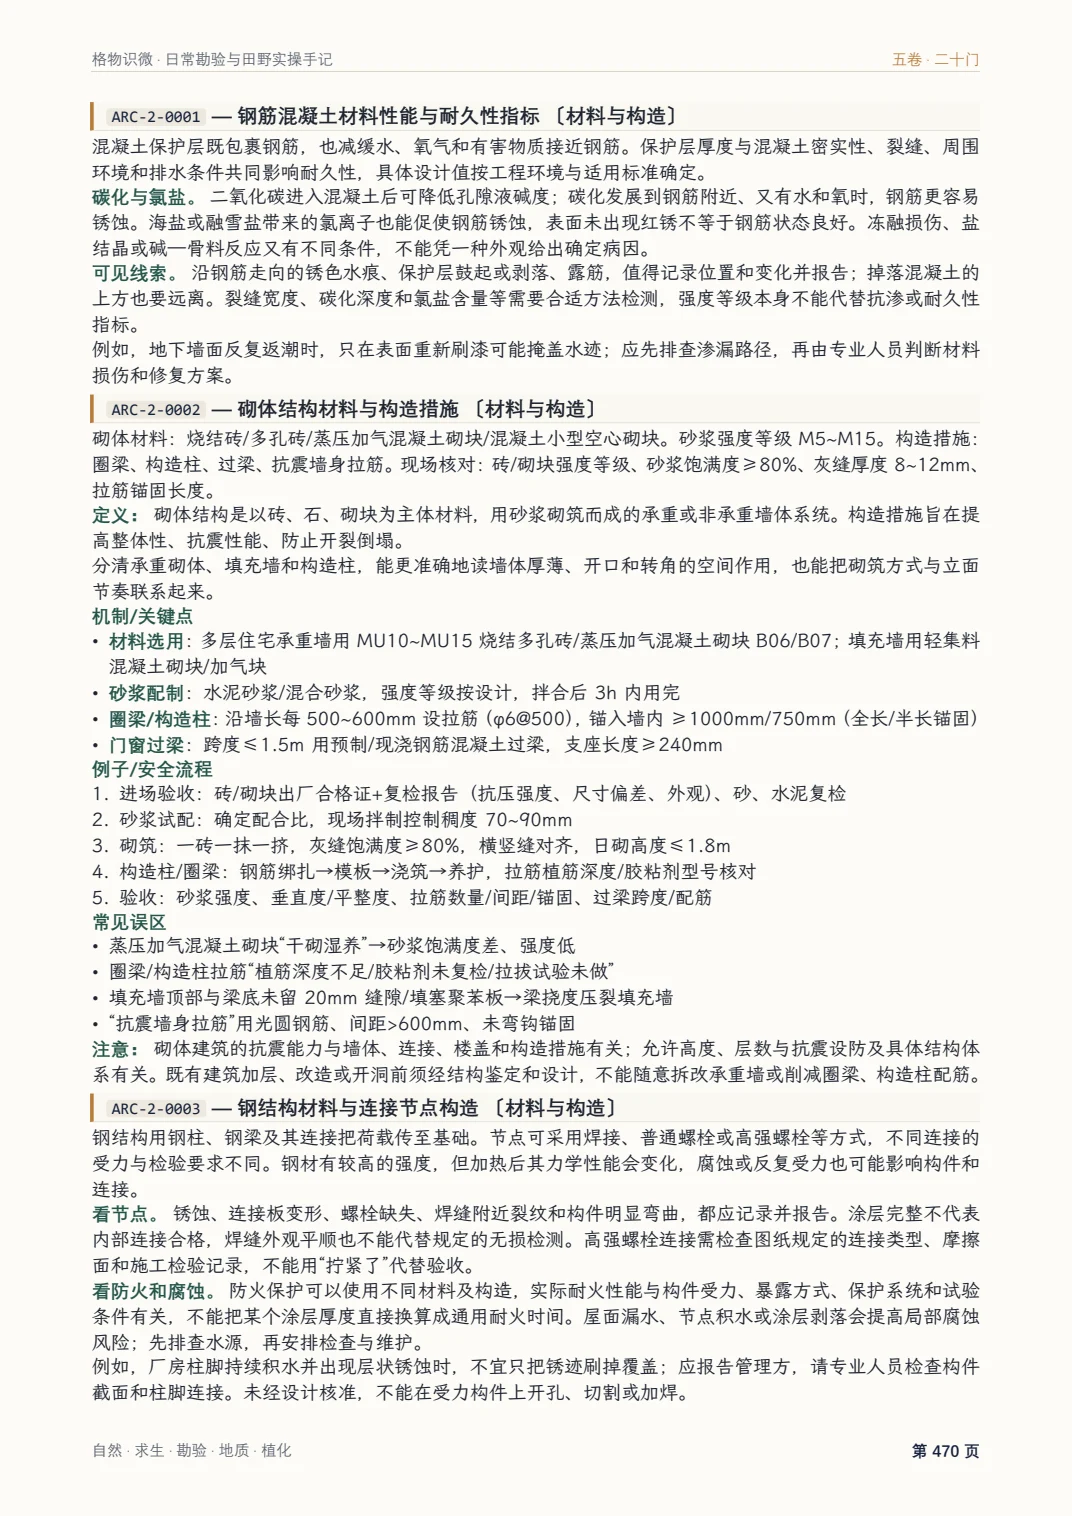 格物识微 · 日常勘验与田野实操手记
五卷 · 二十门
ARC-2-0001 — 钢筋混凝土材料性能与耐久性指标 〔材料与构造〕
混凝土保护层既包裹钢筋，也减缓水、氧气和有害物质接近钢筋。保护层厚度与混凝土密实性、裂缝、周围
环境和排水条件共同影响耐久性，具体设计值按工程环境与适用标准确定。
碳化与氯盐。 二氧化碳进入混凝土后可降低孔隙液碱度；碳化发展到钢筋附近、又有水和氧时，钢筋更容易
锈蚀。海盐或融雪盐带来的氯离子也能促使钢筋锈蚀，表面未出现红锈不等于钢筋状态良好。冻融损伤、盐
结晶或碱—骨料反应又有不同条件，不能凭一种外观给出确定病因。
可见线索。 沿钢筋走向的锈色水痕、保护层鼓起或剥落、露筋，值得记录位置和变化并报告；掉落混凝土的
上方也要远离。裂缝宽度、碳化深度和氯盐含量等需要合适方法检测，强度等级本身不能代替抗渗或耐久性
指标。
例如，地下墙面反复返潮时，只在表面重新刷漆可能掩盖水迹；应先排查渗漏路径，再由专业人员判断材料
损伤和修复方案。
ARC-2-0002 — 砌体结构材料与构造措施 〔材料与构造〕
砌体材料：烧结砖/多孔砖/蒸压加气混凝土砌块/混凝土小型空心砌块。砂浆强度等级 M5~M15。构造措施：
圈梁、构造柱、过梁、抗震墙身拉筋。现场核对：砖/砌块强度等级、砂浆饱满度≥80%、灰缝厚度 8~12mm、
拉筋锚固长度。
定义： 砌体结构是以砖、石、砌块为主体材料，用砂浆砌筑而成的承重或非承重墙体系统。构造措施旨在提
高整体性、抗震性能、防止开裂倒塌。
分清承重砌体、填充墙和构造柱，能更准确地读墙体厚薄、开口和转角的空间作用，也能把砌筑方式与立面
节奏联系起来。
机制/关键点
• 材料选用：多层住宅承重墙用 MU10~MU15 烧结多孔砖/蒸压加气混凝土砌块 B06/B07；填充墙用轻集料
混凝土砌块/加气块
• 砂浆配制：水泥砂浆/混合砂浆，强度等级按设计，拌合后 3h 内用完
• 圈梁/构造柱：沿墙长每 500~600mm 设拉筋（φ6@500），锚入墙内 ≥1000mm/750mm（全长/半长锚固）
• 门窗过梁：跨度≤1.5m 用预制/现浇钢筋混凝土过梁，支座长度≥240mm
例子/安全流程
1. 进场验收：砖/砌块出厂合格证+复检报告（抗压强度、尺寸偏差、外观）、砂、水泥复检
2. 砂浆试配：确定配合比，现场拌制控制稠度 70~90mm
3. 砌筑：一砖一抹一挤，灰缝饱满度≥80%，横竖缝对齐，日砌高度≤1.8m
4. 构造柱/圈梁：钢筋绑扎→模板→浇筑→养护，拉筋植筋深度/胶粘剂型号核对
5. 验收：砂浆强度、垂直度/平整度、拉筋数量/间距/锚固、过梁跨度/配筋
常见误区
• 蒸压加气混凝土砌块“干砌湿养”→砂浆饱满度差、强度低
• 圈梁/构造柱拉筋“植筋深度不足/胶粘剂未复检/拉拔试验未做”
• 填充墙顶部与梁底未留 20mm 缝隙/填塞聚苯板→梁挠度压裂填充墙
• “抗震墙身拉筋”用光圆钢筋、间距>600mm、未弯钩锚固
注意： 砌体建筑的抗震能力与墙体、连接、楼盖和构造措施有关；允许高度、层数与抗震设防及具体结构体
系有关。既有建筑加层、改造或开洞前须经结构鉴定和设计，不能随意拆改承重墙或削减圈梁、构造柱配筋。
ARC-2-0003 — 钢结构材料与连接节点构造 〔材料与构造〕
钢结构用钢柱、钢梁及其连接把荷载传至基础。节点可采用焊接、普通螺栓或高强螺栓等方式，不同连接的
受力与检验要求不同。钢材有较高的强度，但加热后其力学性能会变化，腐蚀或反复受力也可能影响构件和
连接。
看节点。 锈蚀、连接板变形、螺栓缺失、焊缝附近裂纹和构件明显弯曲，都应记录并报告。涂层完整不代表
内部连接合格，焊缝外观平顺也不能代替规定的无损检测。高强螺栓连接需检查图纸规定的连接类型、摩擦
面和施工检验记录，不能用“拧紧了”代替验收。
看防火和腐蚀。 防火保护可以使用不同材料及构造，实际耐火性能与构件受力、暴露方式、保护系统和试验
条件有关，不能把某个涂层厚度直接换算成通用耐火时间。屋面漏水、节点积水或涂层剥落会提高局部腐蚀
风险；先排查水源，再安排检查与维护。
例如，厂房柱脚持续积水并出现层状锈蚀时，不宜只把锈迹刷掉覆盖；应报告管理方，请专业人员检查构件
截面和柱脚连接。未经设计核准，不能在受力构件上开孔、切割或加焊。
自然 · 求生 · 勘验 · 地质 · 植化
第 470 页